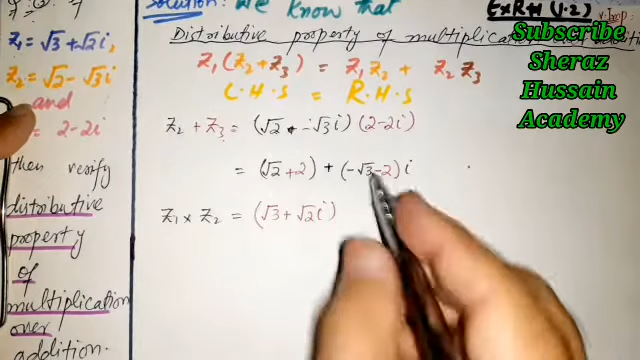 Solution: We know that
Ex R# (1.2)
Distributive property of multiplication
z₁(z₂+z₃) = z₁z₂ + z₂z₃
L.H.S = R.H.S
z₂ + z₃ = (√2 + -√3i)(2-2i)
= (√2+2) + (-√3-2)i
z₁ × z₂ = (√3+√2i)
z₁ = √3+√2i,
z₂ = √2-√3i
and
= 2-2i
then verify
distributive
property
of
multiplication
over
addition.
Subscribe
Sheraz
Hussain
Academy